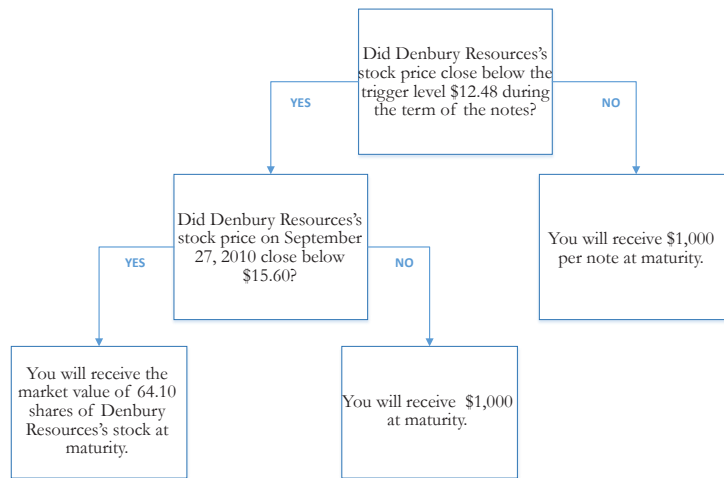 Did Denbury Resources's
stock price close below the
trigger level $12.48 during
the term of the notes?
YES
NO
Did Denbury Resources's
stock price on September
27, 2010 close below
$15.60?
You will receive $1,000
per note at maturity.
YES
NO
You will receive the
market value of 64.10
shares of Denbury
Resources's stock at
maturity.
You will receive $1,000
at maturity.